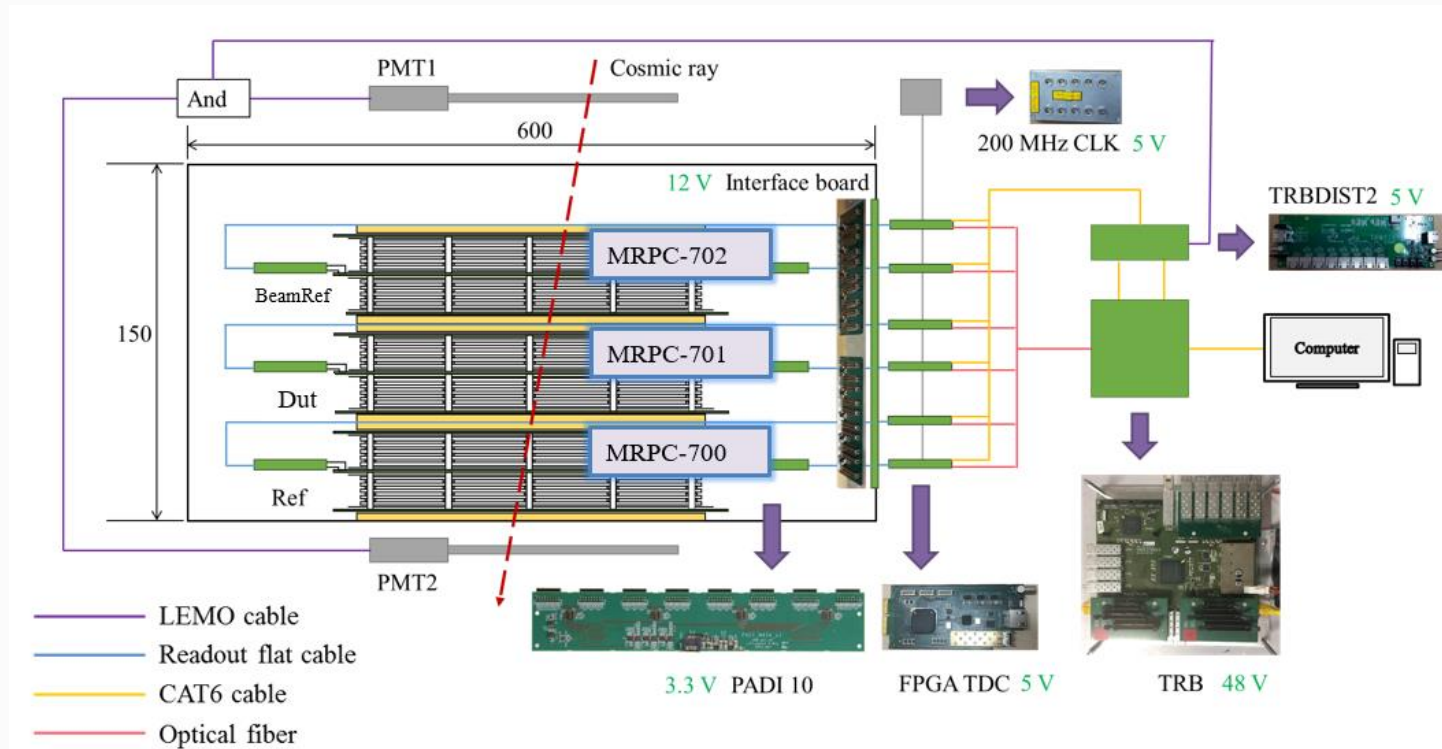 PMT1
Cosmic ray
And
600
200 MHz CLK 5 V
12 V Interface board
TRBDIST2 5 V
MRPC-702
BeamRef
150
MRPC-701
Computer
Dut
MRPC-700
Ref
PMT2
LEMO cable
Readout flat cable
CAT6 cable
Optical fiber
3.3 V PADI 10
FPGA TDC 5 V
TRB 48 V